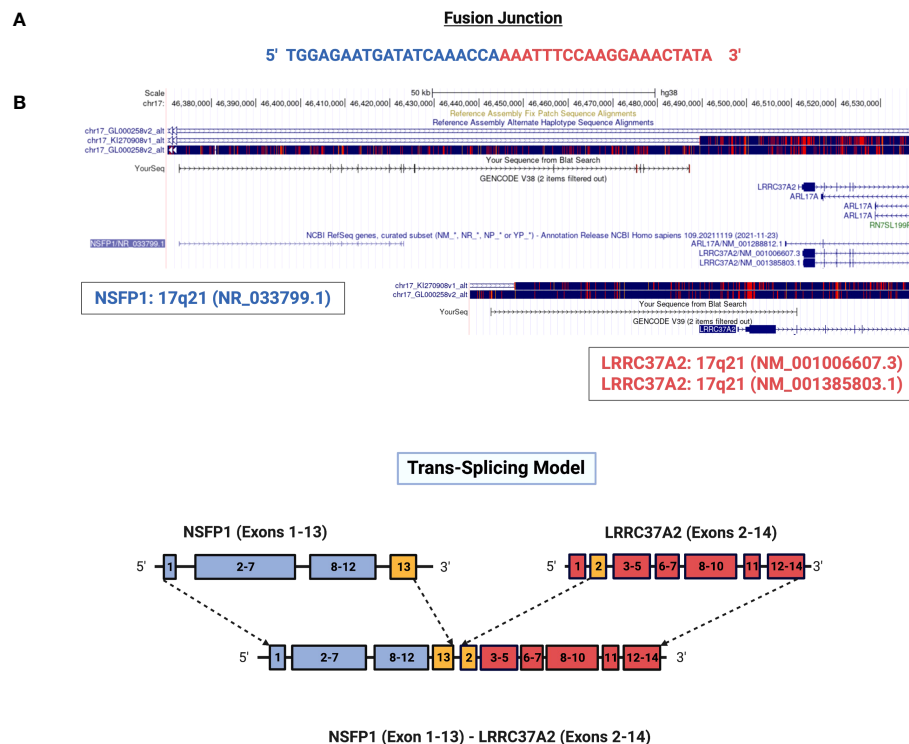 A
Fusion Junction
5' TGGAGAATGATATCAAACCAAAATTTCCAAGGAAACTATA 3'
B
Scale 50 kb hg38
chr17: 46,380,000 46,390,000 46,400,000 46,410,000 46,420,000 46,430,000 46,440,000 46,450,000 46,460,000 46,470,000 46,480,000 46,490,000 46,500,000 46,510,000 46,520,000 46,530,000
Reference Assembly Fix Patch Sequence Alignments
Reference Assembly Alternate Haplotype Sequence Alignments
chr17_GL000258v2_alt
chr17_KI270908v1_alt
chr17_GL000258v2_alt
Your Sequence from Blat Search
YourSeq
GENCODE V38 (2 items filtered out)
LRRC37A2
ARL17A
ARL17A
ARL17A
RN7SL199P
NCBI RefSeq genes, curated subset (NM_*, NR_*, NP_* or YP_*) - Annotation Release NCBI Homo sapiens 109.20211119 (2021-11-23)
NSFP1/NR_033799.1
ARL17A/NM_001288812.1
LRRC37A2/NM_001006607.3
LRRC37A2/NM_001385803.1
NSFP1: 17q21 (NR_033799.1)
chr17_KI270908v1_alt
chr17_GL000258v2_alt
Your Sequence from Blat Search
YourSeq
GENCODE V39 (2 items filtered out)
LRRC37A2
LRRC37A2: 17q21 (NM_001006607.3)
LRRC37A2: 17q21 (NM_001385803.1)
Trans-Splicing Model
NSFP1 (Exons 1-13) LRRC37A2 (Exons 2-14)
5' 1 2-7 8-12 13 3' 5' 1 2 3-5 6-7 8-10 11 12-14 3'
5' 1 2-7 8-12 13 2 3-5 6-7 8-10 11 12-14 3'
NSFP1 (Exon 1-13) - LRRC37A2 (Exons 2-14)